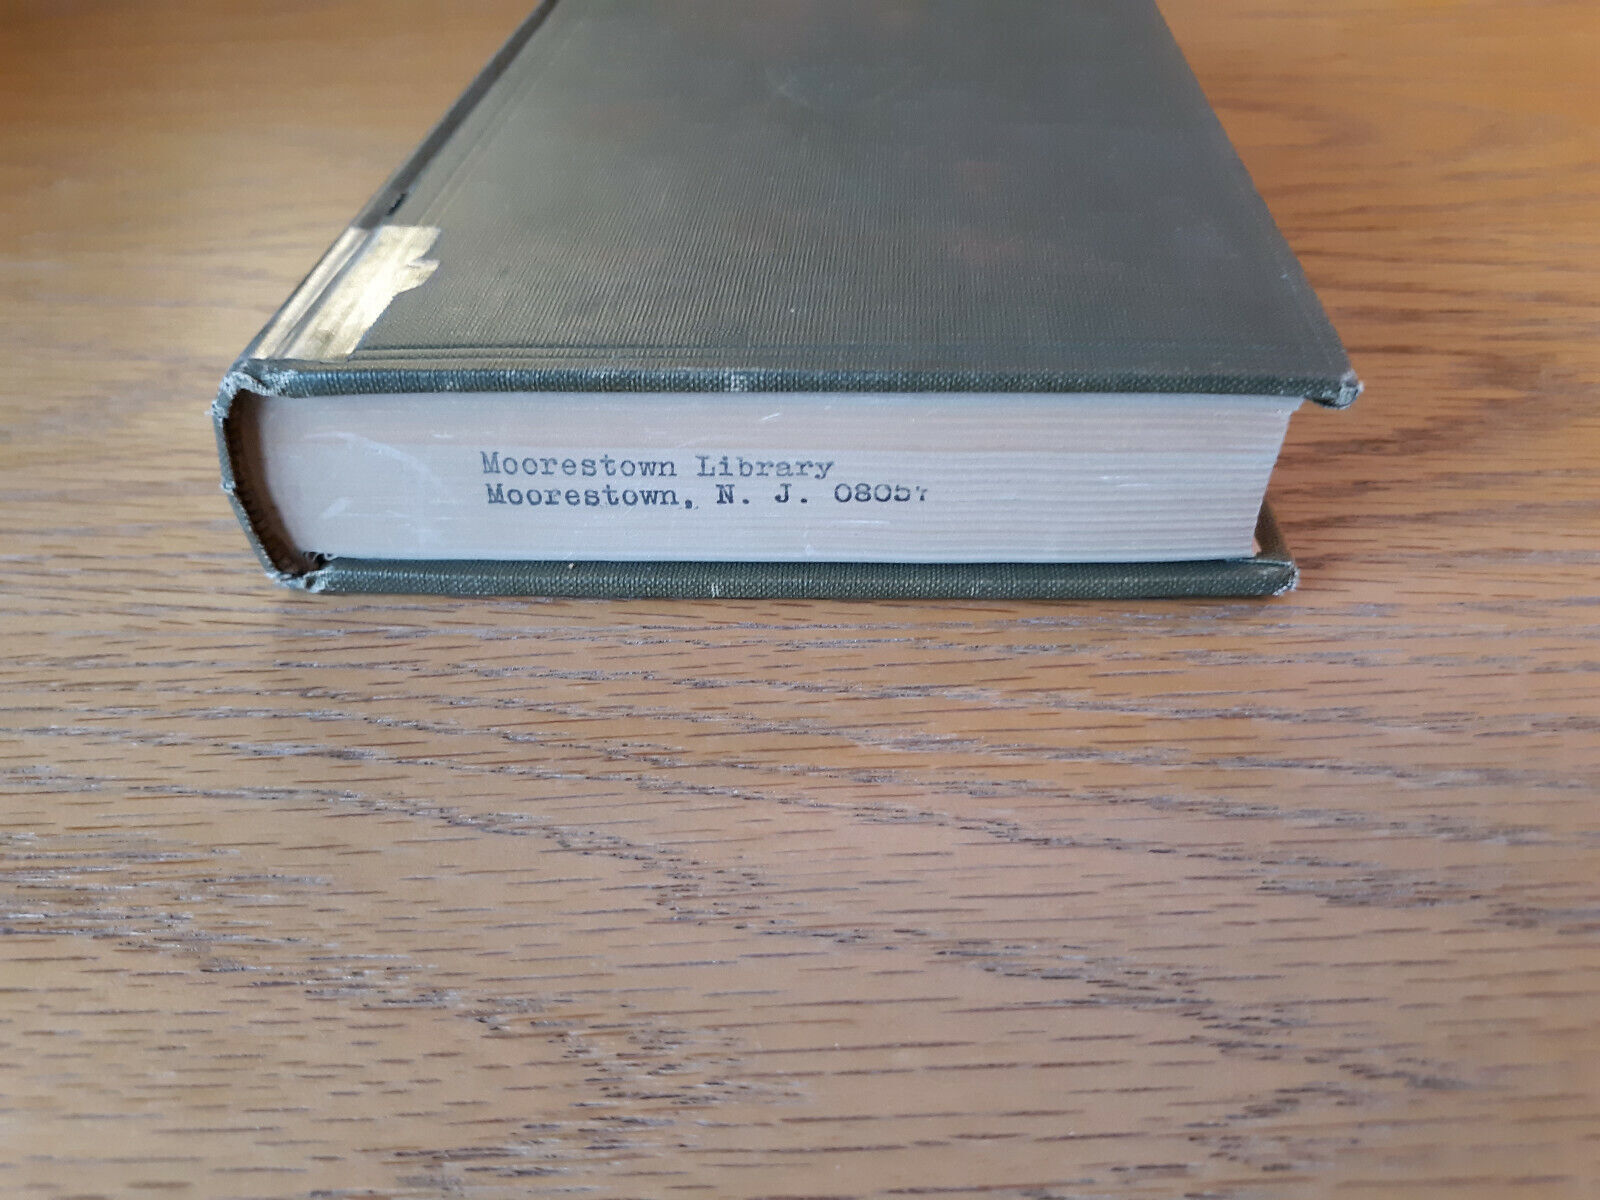 Moorestown Library
Moorestown, N. J. 08057